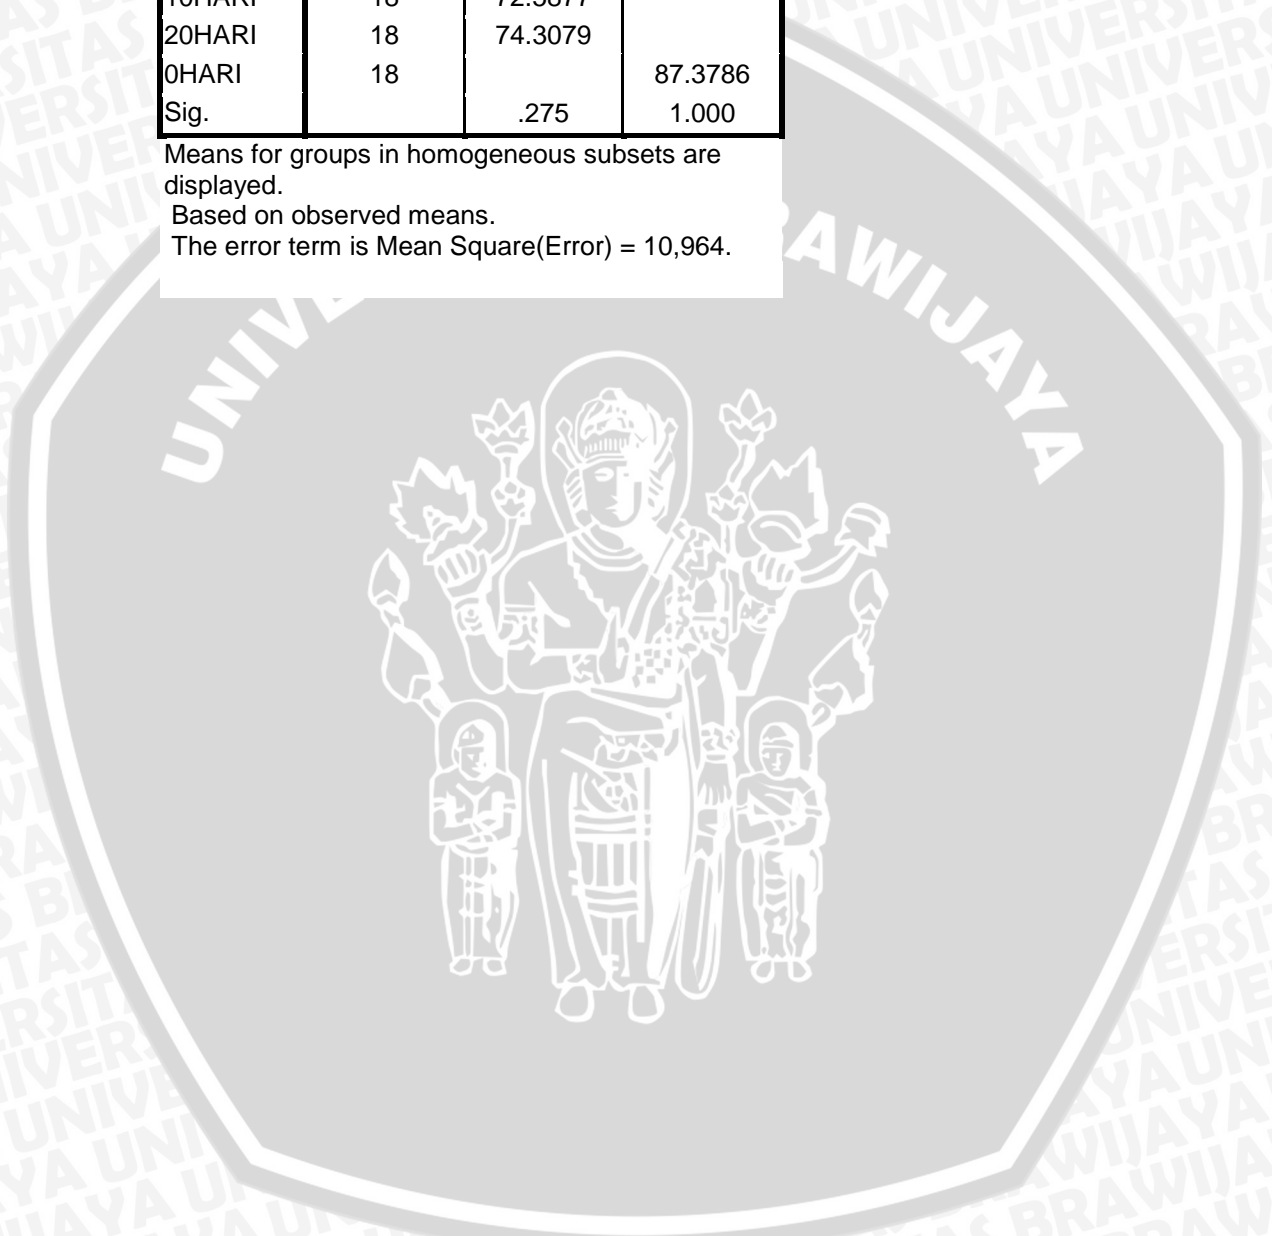 20HARI 18 74.3079
0HARI 18 87.3786
Sig. .275 1.000
Means for groups in homogeneous subsets are
displayed.
Based on observed means.
The error term is Mean Square(Error) = 10,964.
BRAWIJAYA